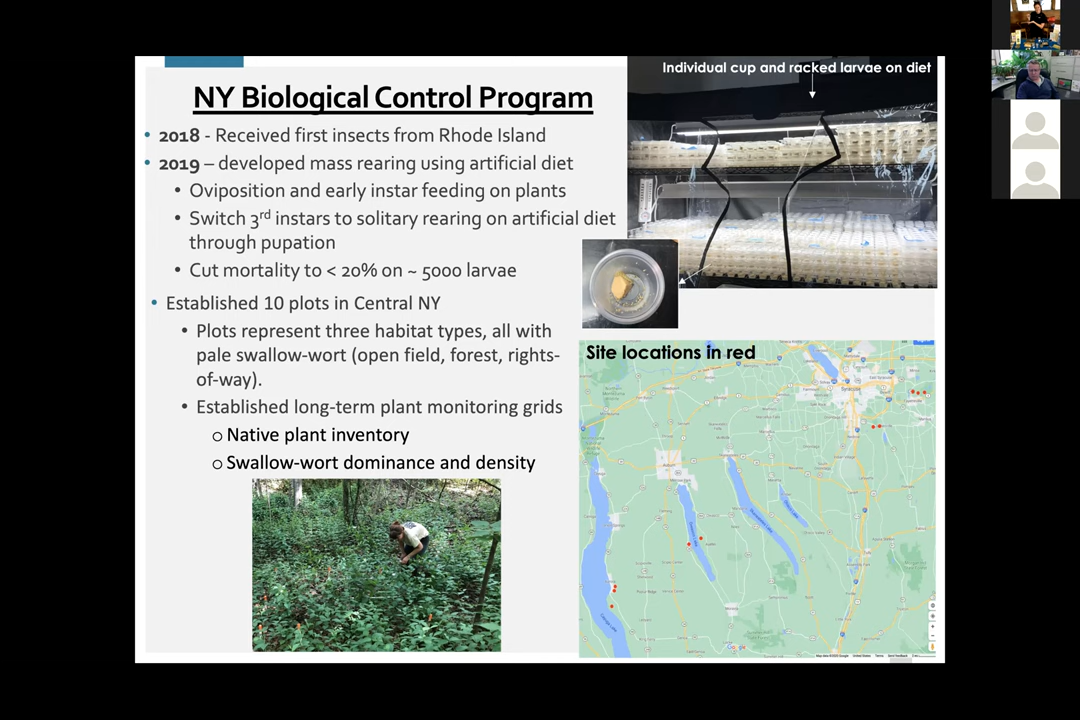 NY Biological Control Program
• 2018 - Received first insects from Rhode Island
• 2019 – developed mass rearing using artificial diet
• Oviposition and early instar feeding on plants
• Switch 3rd instars to solitary rearing on artificial diet
through pupation
• Cut mortality to < 20% on ~ 5000 larvae
• Established 10 plots in Central NY
• Plots represent three habitat types, all with
pale swallow-wort (open field, forest, rights-
of-way).
• Established long-term plant monitoring grids
o Native plant inventory
o Swallow-wort dominance and density
Individual cup and racked larvae on diet
Site locations in red
Google